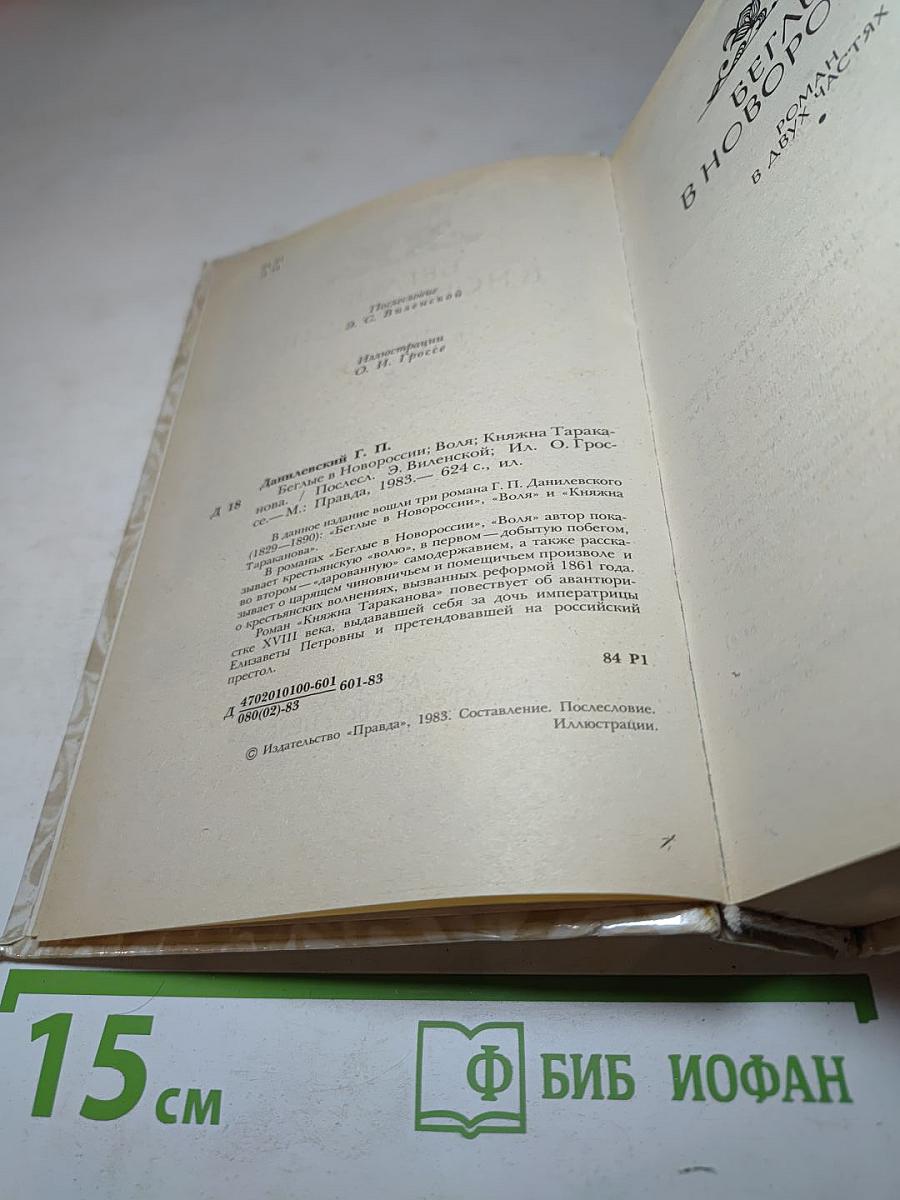 Послесловие
Э. С. Виленской
Иллюстрации
О. И. Гроссе
Данилевский Г. П.
Д 18
Беглые в Новороссии; Воля; Княжна Тарака-
нова. / Послесл. Э. Виленской; Ил. О. Грос-
се.— М.: Правда, 1983.— 624 с., ил.
В данное издание вошли три романа Г. П. Данилевского
(1829—1890): «Беглые в Новороссии», «Воля» и «Княжна
Тараканова».
В романах «Беглые в Новороссии», «Воля» автор пока-
зывает крестьянскую «волю», в первом — добытую побегом,
во втором — «дарованную» самодержавием, а также расска-
зывает о царящем чиновничьем и помещичьем произволе и
о крестьянских волнениях, вызванных реформой 1861 года.
Роман «Княжна Тараканова» повествует об авантюри-
стке XVIII века, выдававшей себя за дочь императрицы
Елизаветы Петровны и претендовавшей на российский
престол.
84 Р1
Д 4702010100-601 601-83
080(02)-83
© Издательство «Правда», 1983. Составление. Послесловие.
Иллюстрации.
БЕГЛЫ
В НОВОРО
РОМАН
В ДВУХ ЧАСТЯХ
15 см
Ф
БИБ ИОФАН